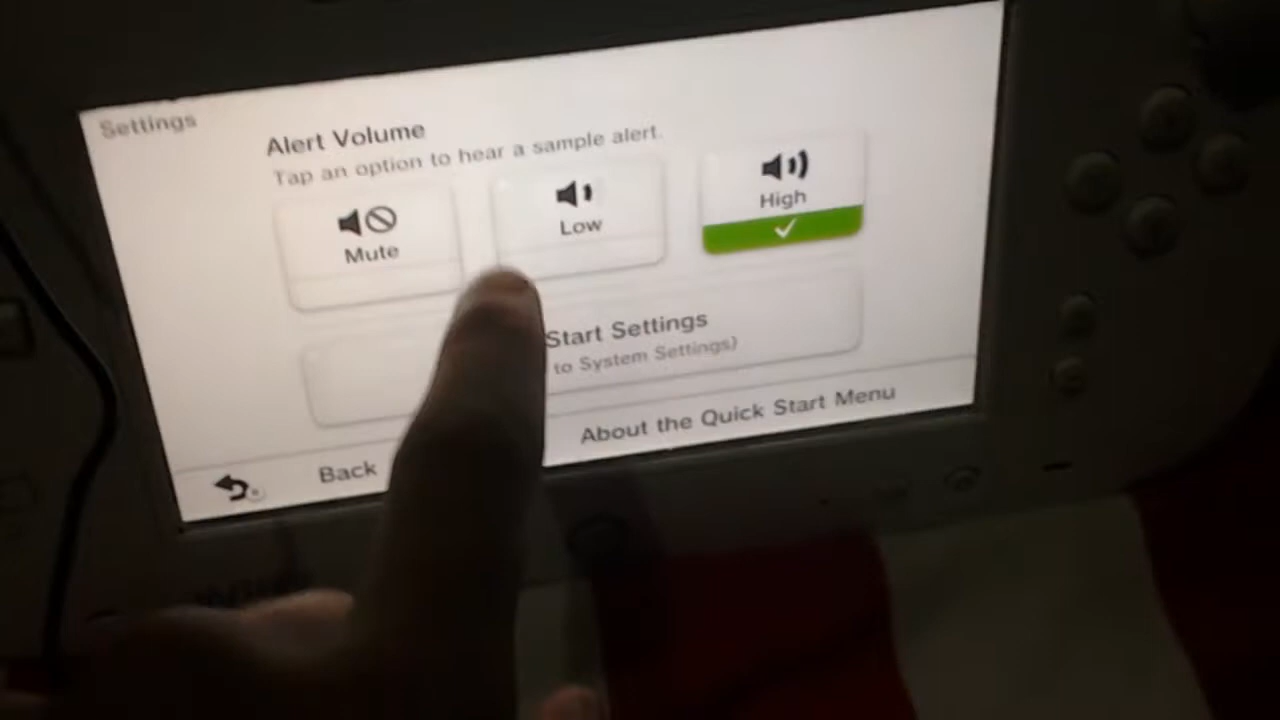 Settings
Alert Volume
Tap an option to hear a sample alert.
Mute
Low
High
Start Settings
to System Settings)
Back
About the Quick Start Menu